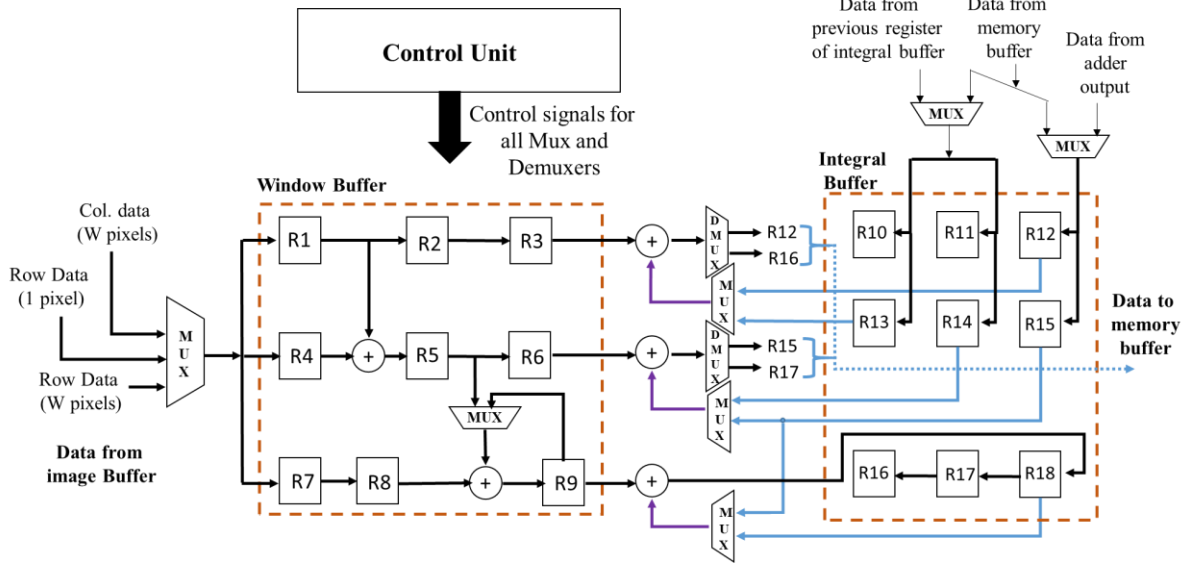 Data from
previous register
of integral buffer
Data from
memory
buffer
Data from
adder
output
Control Unit
Control signals for
all Mux and
Demuxers
MUX
MUX
Window Buffer
Integral
Buffer
Col. data
(W pixels)
Row Data
(1 pixel)
Row Data
(W pixels)
Data from
image Buffer
MUX
R1
R2
R3
R4
+
R5
R6
MUX
R7
R8
+
R9
+
DMUX
R12
R16
MUX
+
DMUX
R15
R17
MUX
+
MUX
R10
R11
R12
R13
R14
R15
R16
R17
R18
Data to
memory
buffer